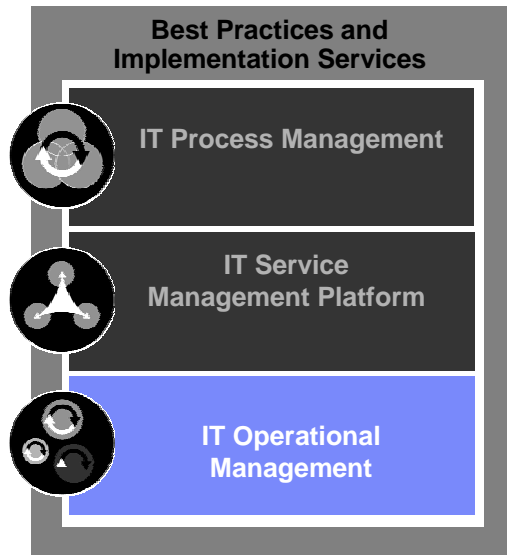 Best Practices and
Implementation Services
IT Process Management
IT Service
Management Platform
IT Operational
Management